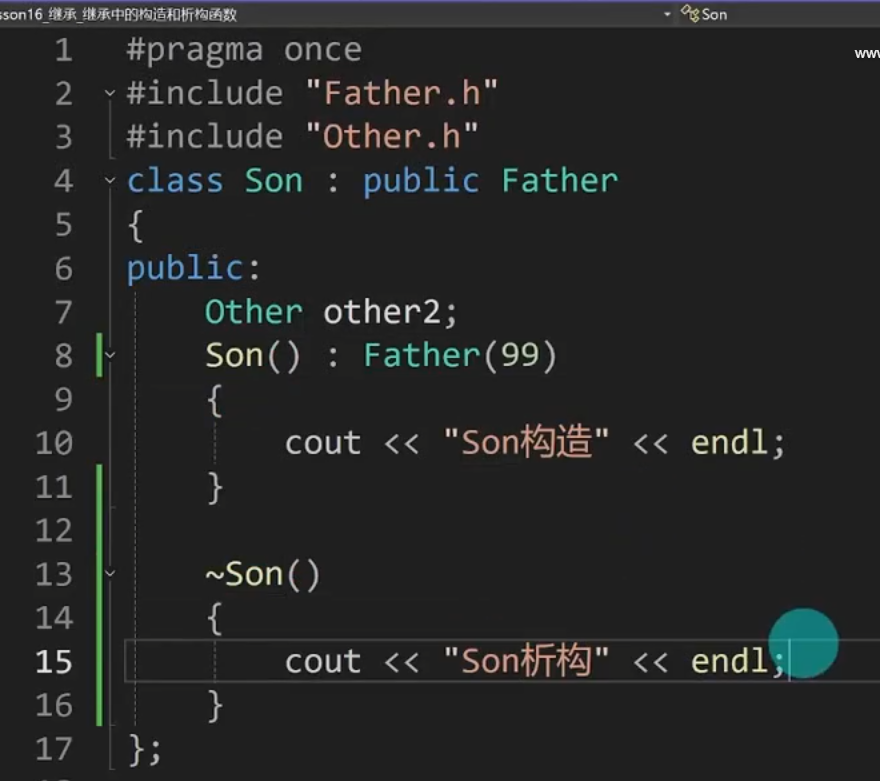 sson16_继承_继承中的构造和析构函数 Son
www
1 #pragma once
2 #include "Father.h"
3 #include "Other.h"
4 class Son : public Father
5 {
6 public:
7 Other other2;
8 Son() : Father(99)
9 {
10 cout << "Son构造" << endl;
11 }
12
13 ~Son()
14 {
15 cout << "Son析构" << endl;
16 }
17 };